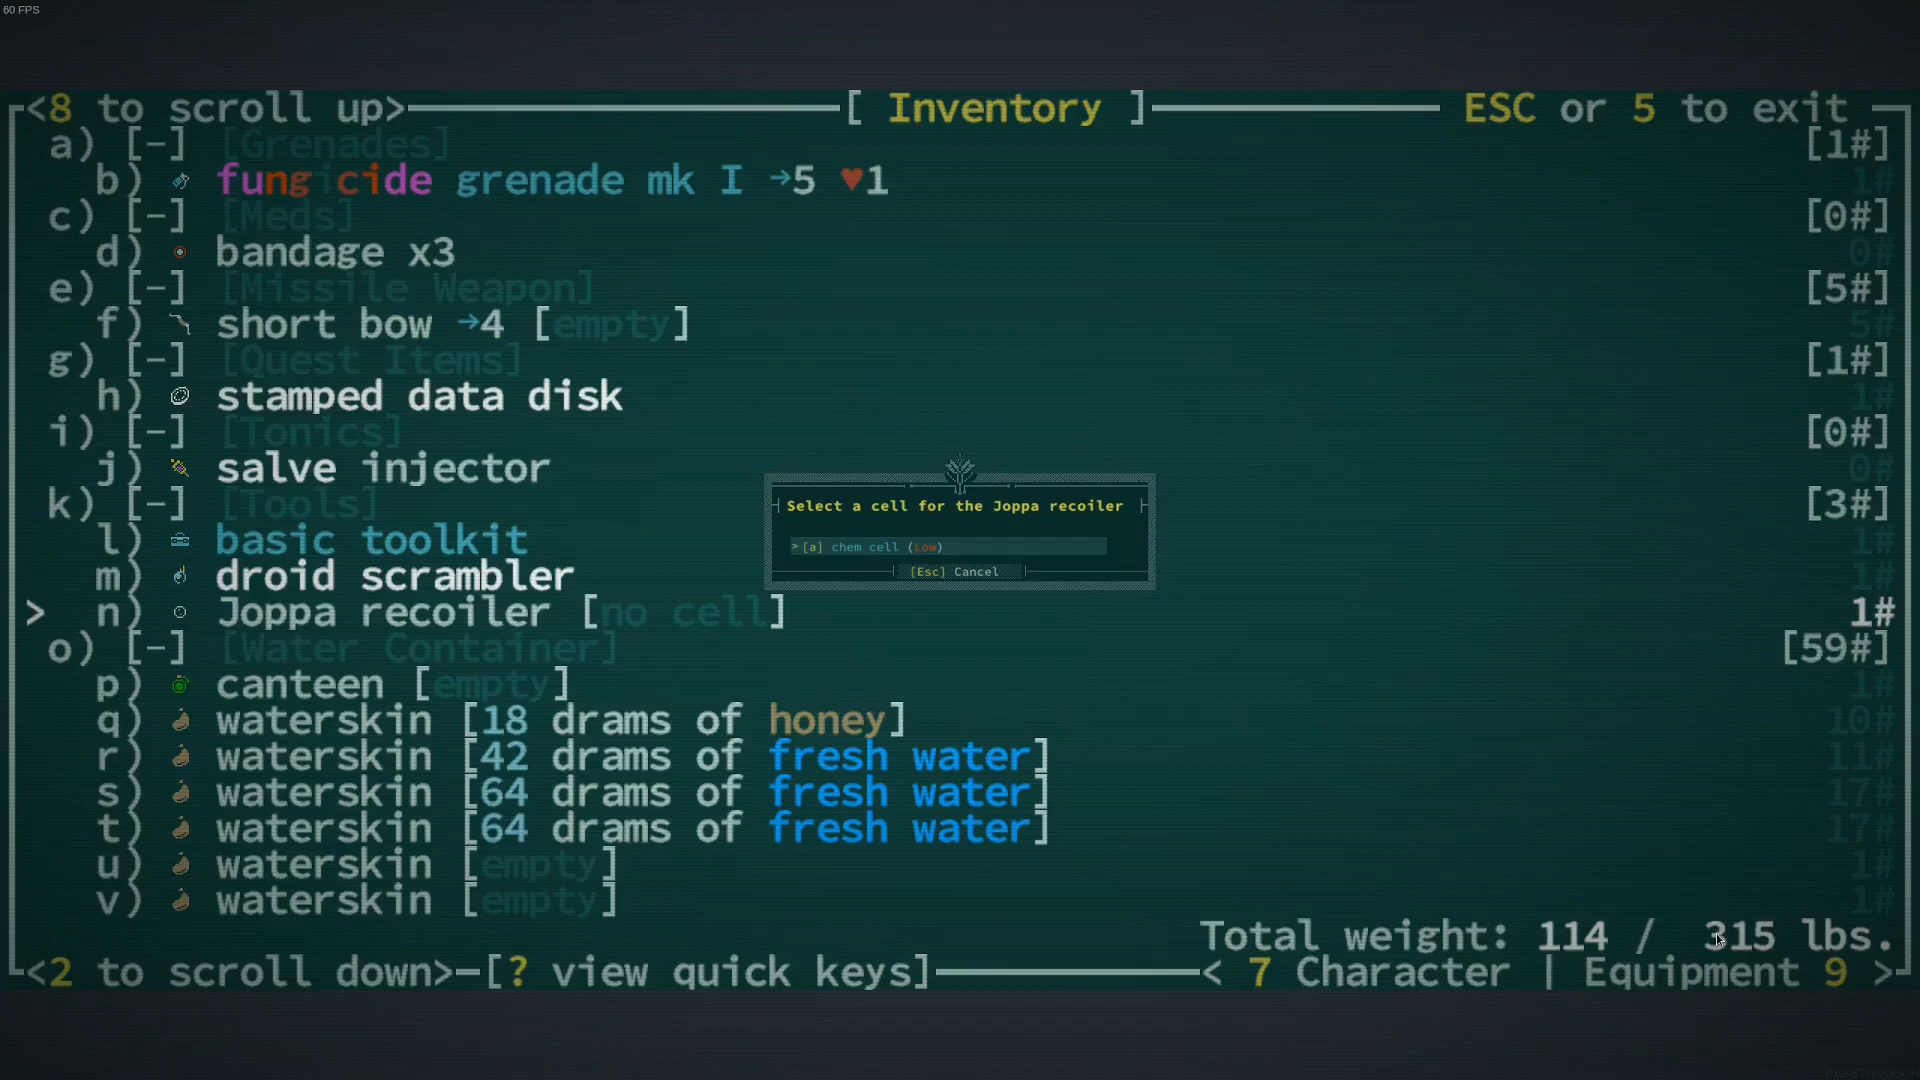 60 FPS
<8 to scroll up> [ Inventory ] ESC or 5 to exit
a) [-] [Grenades] [1#]
b) fungicide grenade mk I →5 ♥1 1#
c) [-] [Meds] [0#]
d) bandage x3 0#
e) [-] [Missile Weapon] [5#]
f) short bow →4 [empty] 5#
g) [-] [Quest Items] [1#]
h) stamped data disk 1#
i) [-] [Tonics] [0#]
j) salve injector 0#
k) [-] [Tools] [3#]
l) basic toolkit 1#
m) droid scrambler 1#
> n) Joppa recoiler [no cell] 1#
o) [-] [Water Container] [59#]
p) canteen [empty] 1#
q) waterskin [18 drams of honey] 10#
r) waterskin [42 drams of fresh water] 11#
s) waterskin [64 drams of fresh water] 17#
t) waterskin [64 drams of fresh water] 17#
u) waterskin [empty] 1#
v) waterskin [empty] 1#
Total weight: 114 / 315 lbs.
<2 to scroll down> [? view quick keys] < 7 Character | Equipment 9 >
Select a cell for the Joppa recoiler
> [a] chem cell (Low)
[Esc] Cancel
PASSTHROUGH